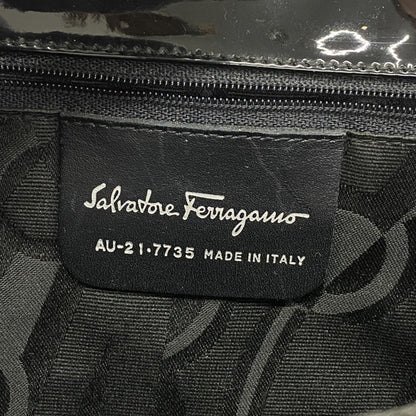 Salvatore Ferragamo
AU-21·7735 MADE IN ITALY